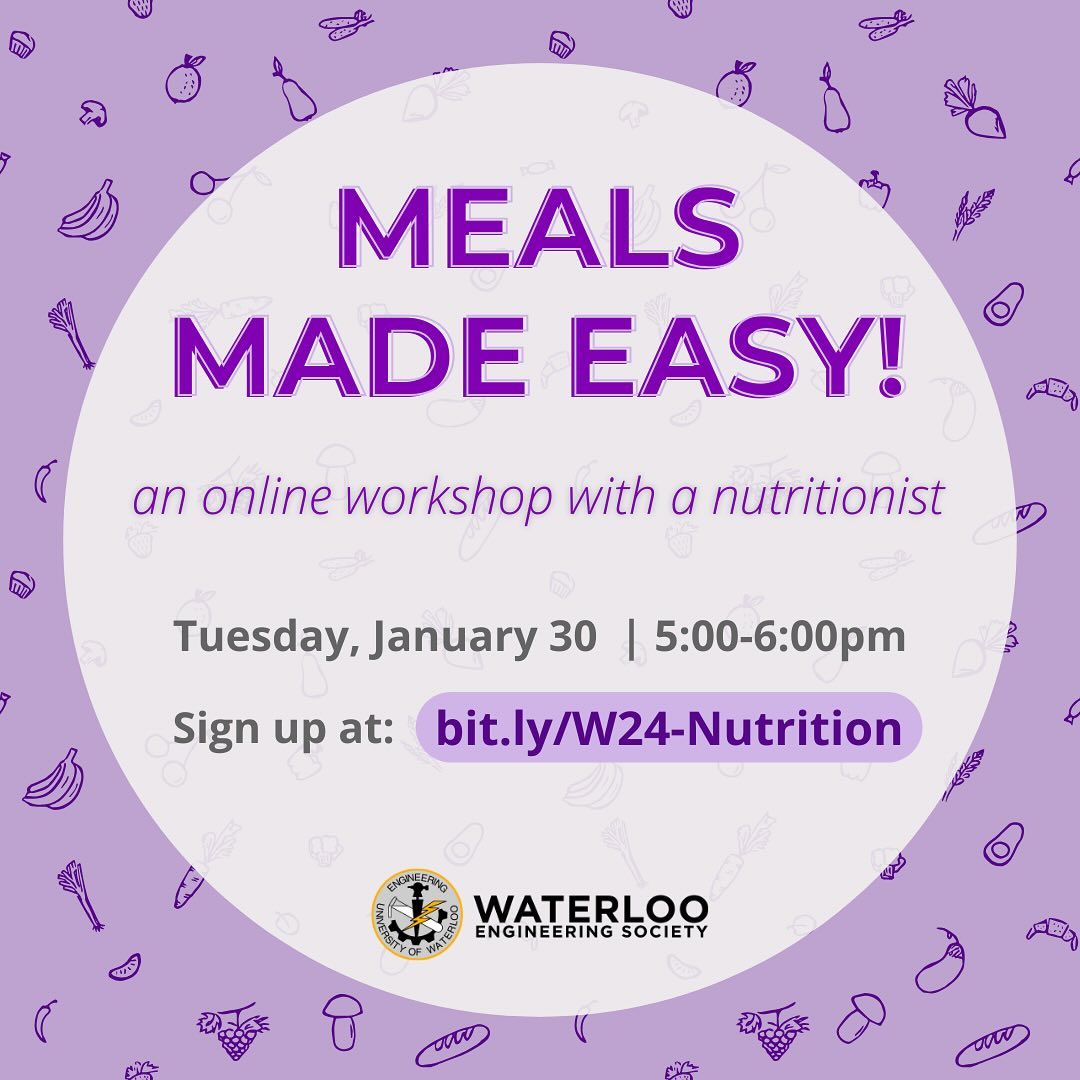 MEALS
MADE EASY!
an online workshop with a nutritionist
Tuesday, January 30 | 5:00-6:00pm
Sign up at: bit.ly/W24-Nutrition
ENGINEERING
UNIVERSITY OF WATERLOO
WATERLOO
ENGINEERING SOCIETY